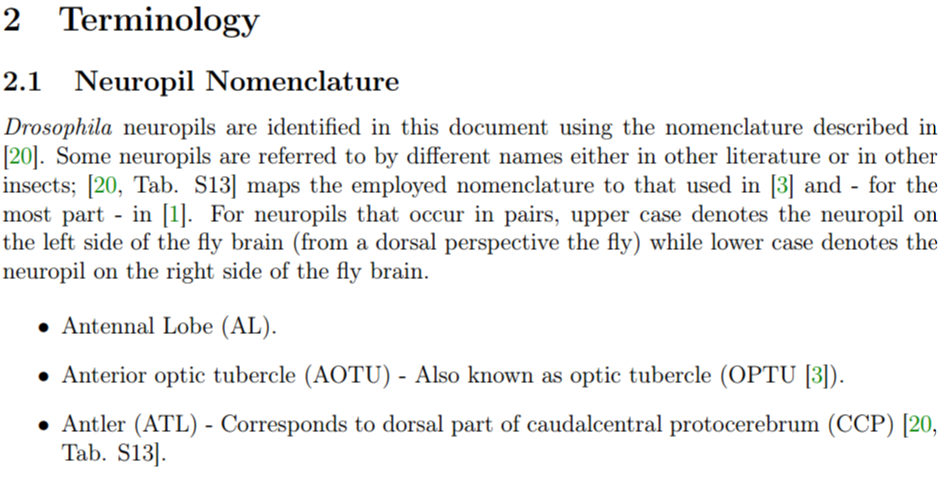 2 Terminology
2.1 Neuropil Nomenclature
Drosophila neuropils are identified in this document using the nomenclature described in
[20]. Some neuropils are referred to by different names either in other literature or in other
insects; [20, Tab. S13] maps the employed nomenclature to that used in [3] and - for the
most part - in [1]. For neuropils that occur in pairs, upper case denotes the neuropil on
the left side of the fly brain (from a dorsal perspective the fly) while lower case denotes the
neuropil on the right side of the fly brain.
• Antennal Lobe (AL).
• Anterior optic tubercle (AOTU) - Also known as optic tubercle (OPTU [3]).
• Antler (ATL) - Corresponds to dorsal part of caudalcentral protocerebrum (CCP) [20,
Tab. S13].